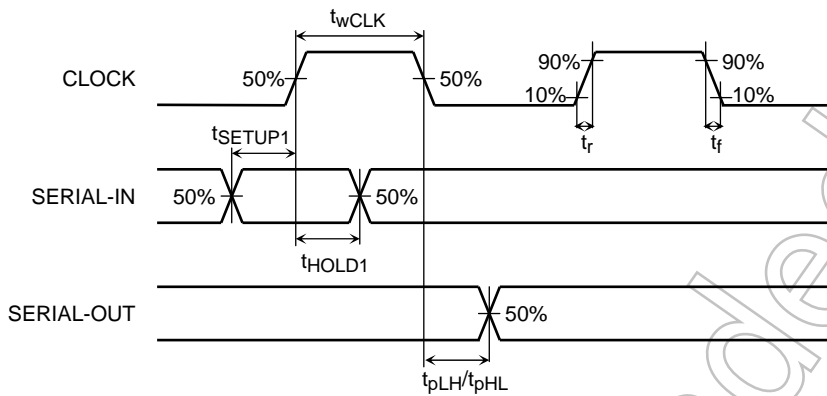 twCLK
CLOCK 50% 50% 90% 90%
10% 10%
tSETUP1 tr tf
SERIAL-IN 50% 50%
tHOLD1
SERIAL-OUT 50%
tpLH/tpHL